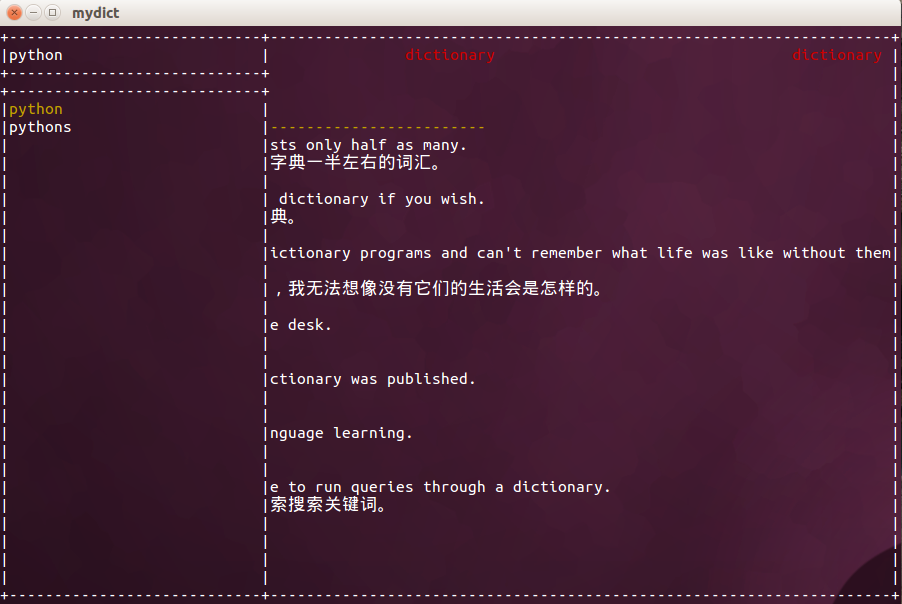 mydict
python dictionary dictionary
python
pythons
------------------------
sts only half as many.
字典一半左右的词汇。
dictionary if you wish.
典。
ictionary programs and can't remember what life was like without them
，我无法想像没有它们的生活会是怎样的。
e desk.
ctionary was published.
nguage learning.
e to run queries through a dictionary.
索搜索关键词。